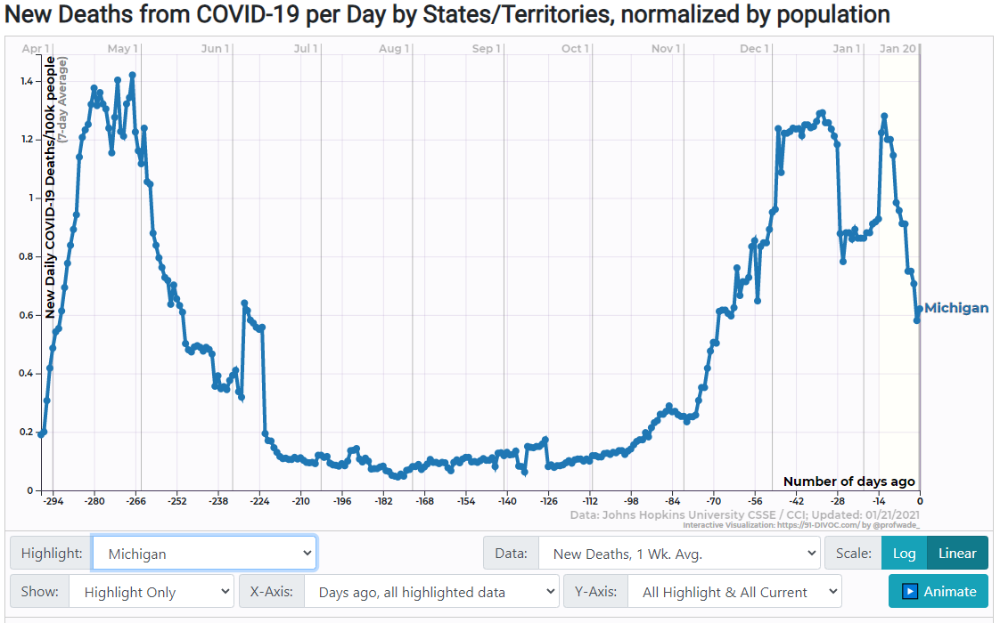 New Deaths from COVID-19 per Day by States/Territories, normalized by population
Apr 1 May 1 Jun 1 Jul 1 Aug 1 Sep 1 Oct 1 Nov 1 Dec 1 Jan 1 Jan 20
New Daily COVID-19 Deaths/100k people
(7-day Average)
1.4
1.2
1
0.8
0.6
0.4
0.2
0
Michigan
Number of days ago
-294 -280 -266 -252 -238 -224 -210 -196 -182 -168 -154 -140 -126 -112 -98 -84 -70 -56 -42 -28 -14 0
Data: Johns Hopkins University CSSE / CCI; Updated: 01/21/2021
Interactive Visualization: https://91-DIVOC.com/ by @profwade_
Highlight: Michigan Data: New Deaths, 1 Wk. Avg. Scale: Log Linear
Show: Highlight Only X-Axis: Days ago, all highlighted data Y-Axis: All Highlight & All Current Animate